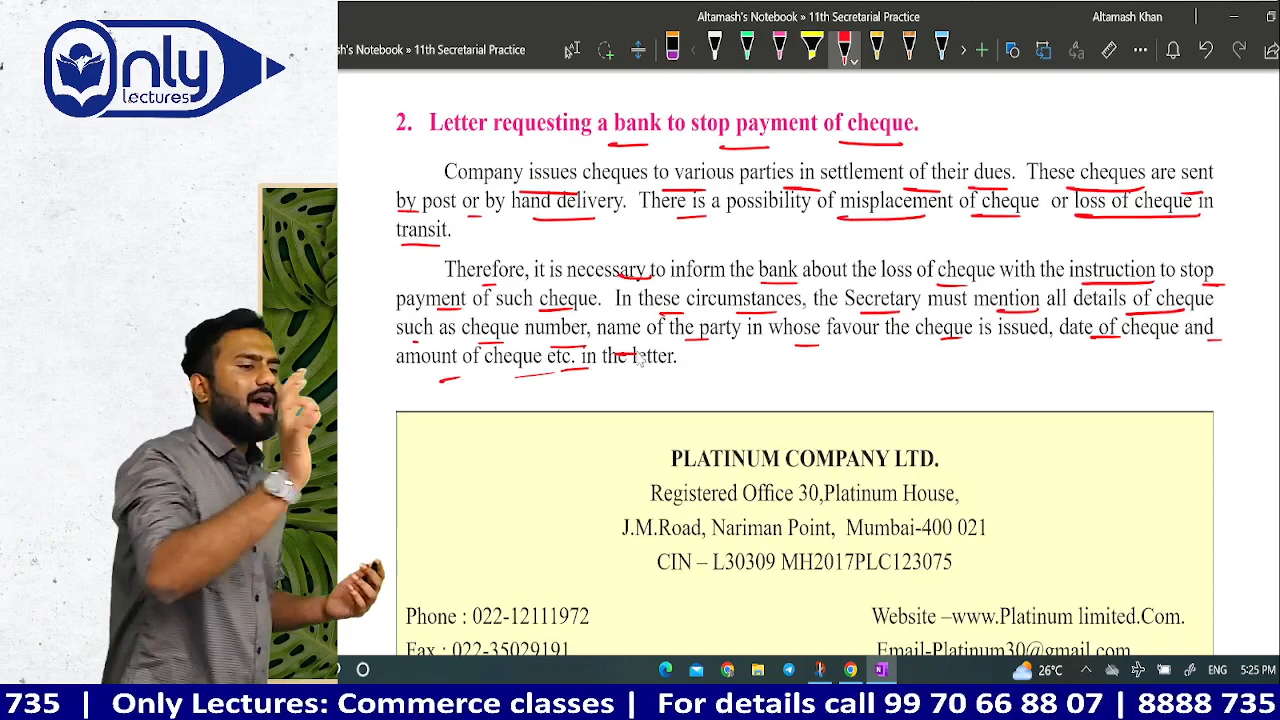 Altamash's Notebook » 11th Secretarial Practice
Altamash Khan
sh's Notebook » 11th Secretarial Practice
Only
lectures
2. Letter requesting a bank to stop payment of cheque.
Company issues cheques to various parties in settlement of their dues. These cheques are sent
by post or by hand delivery. There is a possibility of misplacement of cheque or loss of cheque in
transit.
Therefore, it is necessary to inform the bank about the loss of cheque with the instruction to stop
payment of such cheque. In these circumstances, the Secretary must mention all details of cheque
such as cheque number, name of the party in whose favour the cheque is issued, date of cheque and
amount of cheque etc. in the letter.
PLATINUM COMPANY LTD.
Registered Office 30,Platinum House,
J.M.Road, Nariman Point, Mumbai-400 021
CIN – L30309 MH2017PLC123075
Phone : 022-12111972
Website –www.Platinum limited.Com.
Fax : 022-35029191
Email-Platinum30@gmail.com
26°C
ENG
5:25 PM
735 | Only Lectures: Commerce classes | For details call 99 70 66 88 07 | 8888 735